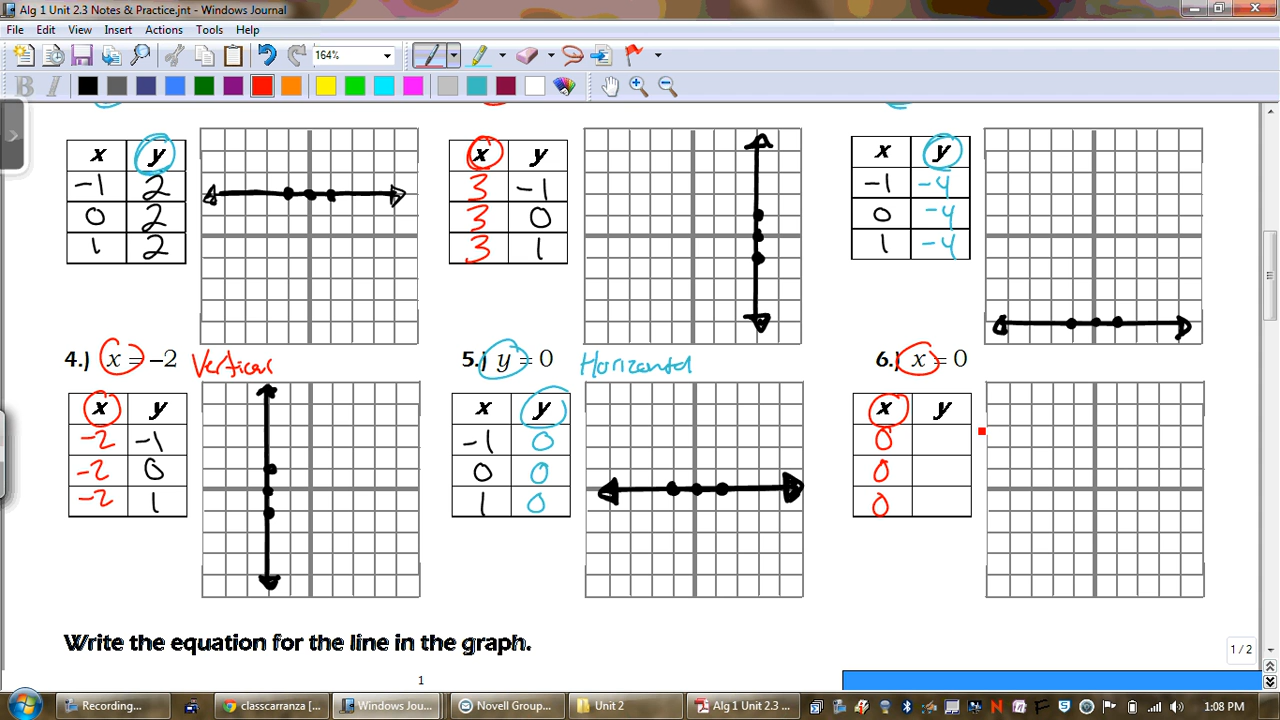 Alg 1 Unit 2.3 Notes & Practice.jnt - Windows Journal
File Edit View Insert Actions Tools Help
164%
B I
x y
-1 2
0 2
1 2
x y
3 -1
3 0
3 1
x y
-1 -4
0 -4
1 -4
4.) x = -2 Vertical
5.) y = 0 Horizontal
6.) x = 0
x y
-2 -1
-2 0
-2 1
x y
-1 0
0 0
1 0
x y
0
0
0
Write the equation for the line in the graph.
1
1 / 2
Recording... classcarranza [... Windows Jou... Novell Group... Unit 2 Alg 1 Unit 2.3 ... 1:08 PM